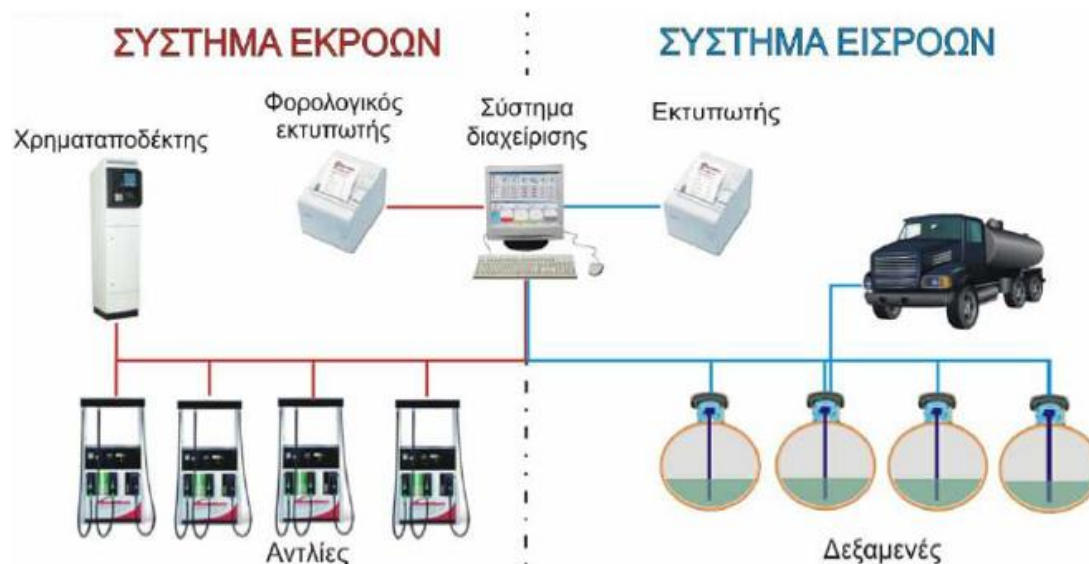 ΣΥΣΤΗΜΑ ΕΚΡΟΩΝ
ΣΥΣΤΗΜΑ ΕΙΣΡΟΩΝ
Χρηματαποδέκτης
Φορολογικός
εκτυπωτής
Σύστημα
διαχείρισης
Εκτυπωτής
Αντλίες
Δεξαμενές